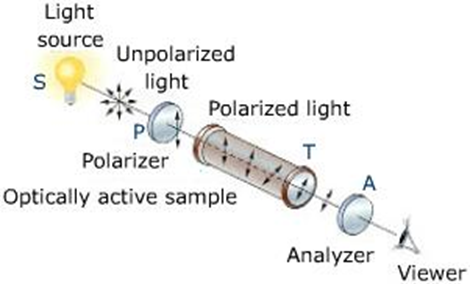 Light
source
S
Unpolarized
light
P
Polarizer
Polarized light
T
Optically active sample
A
Analyzer
Viewer